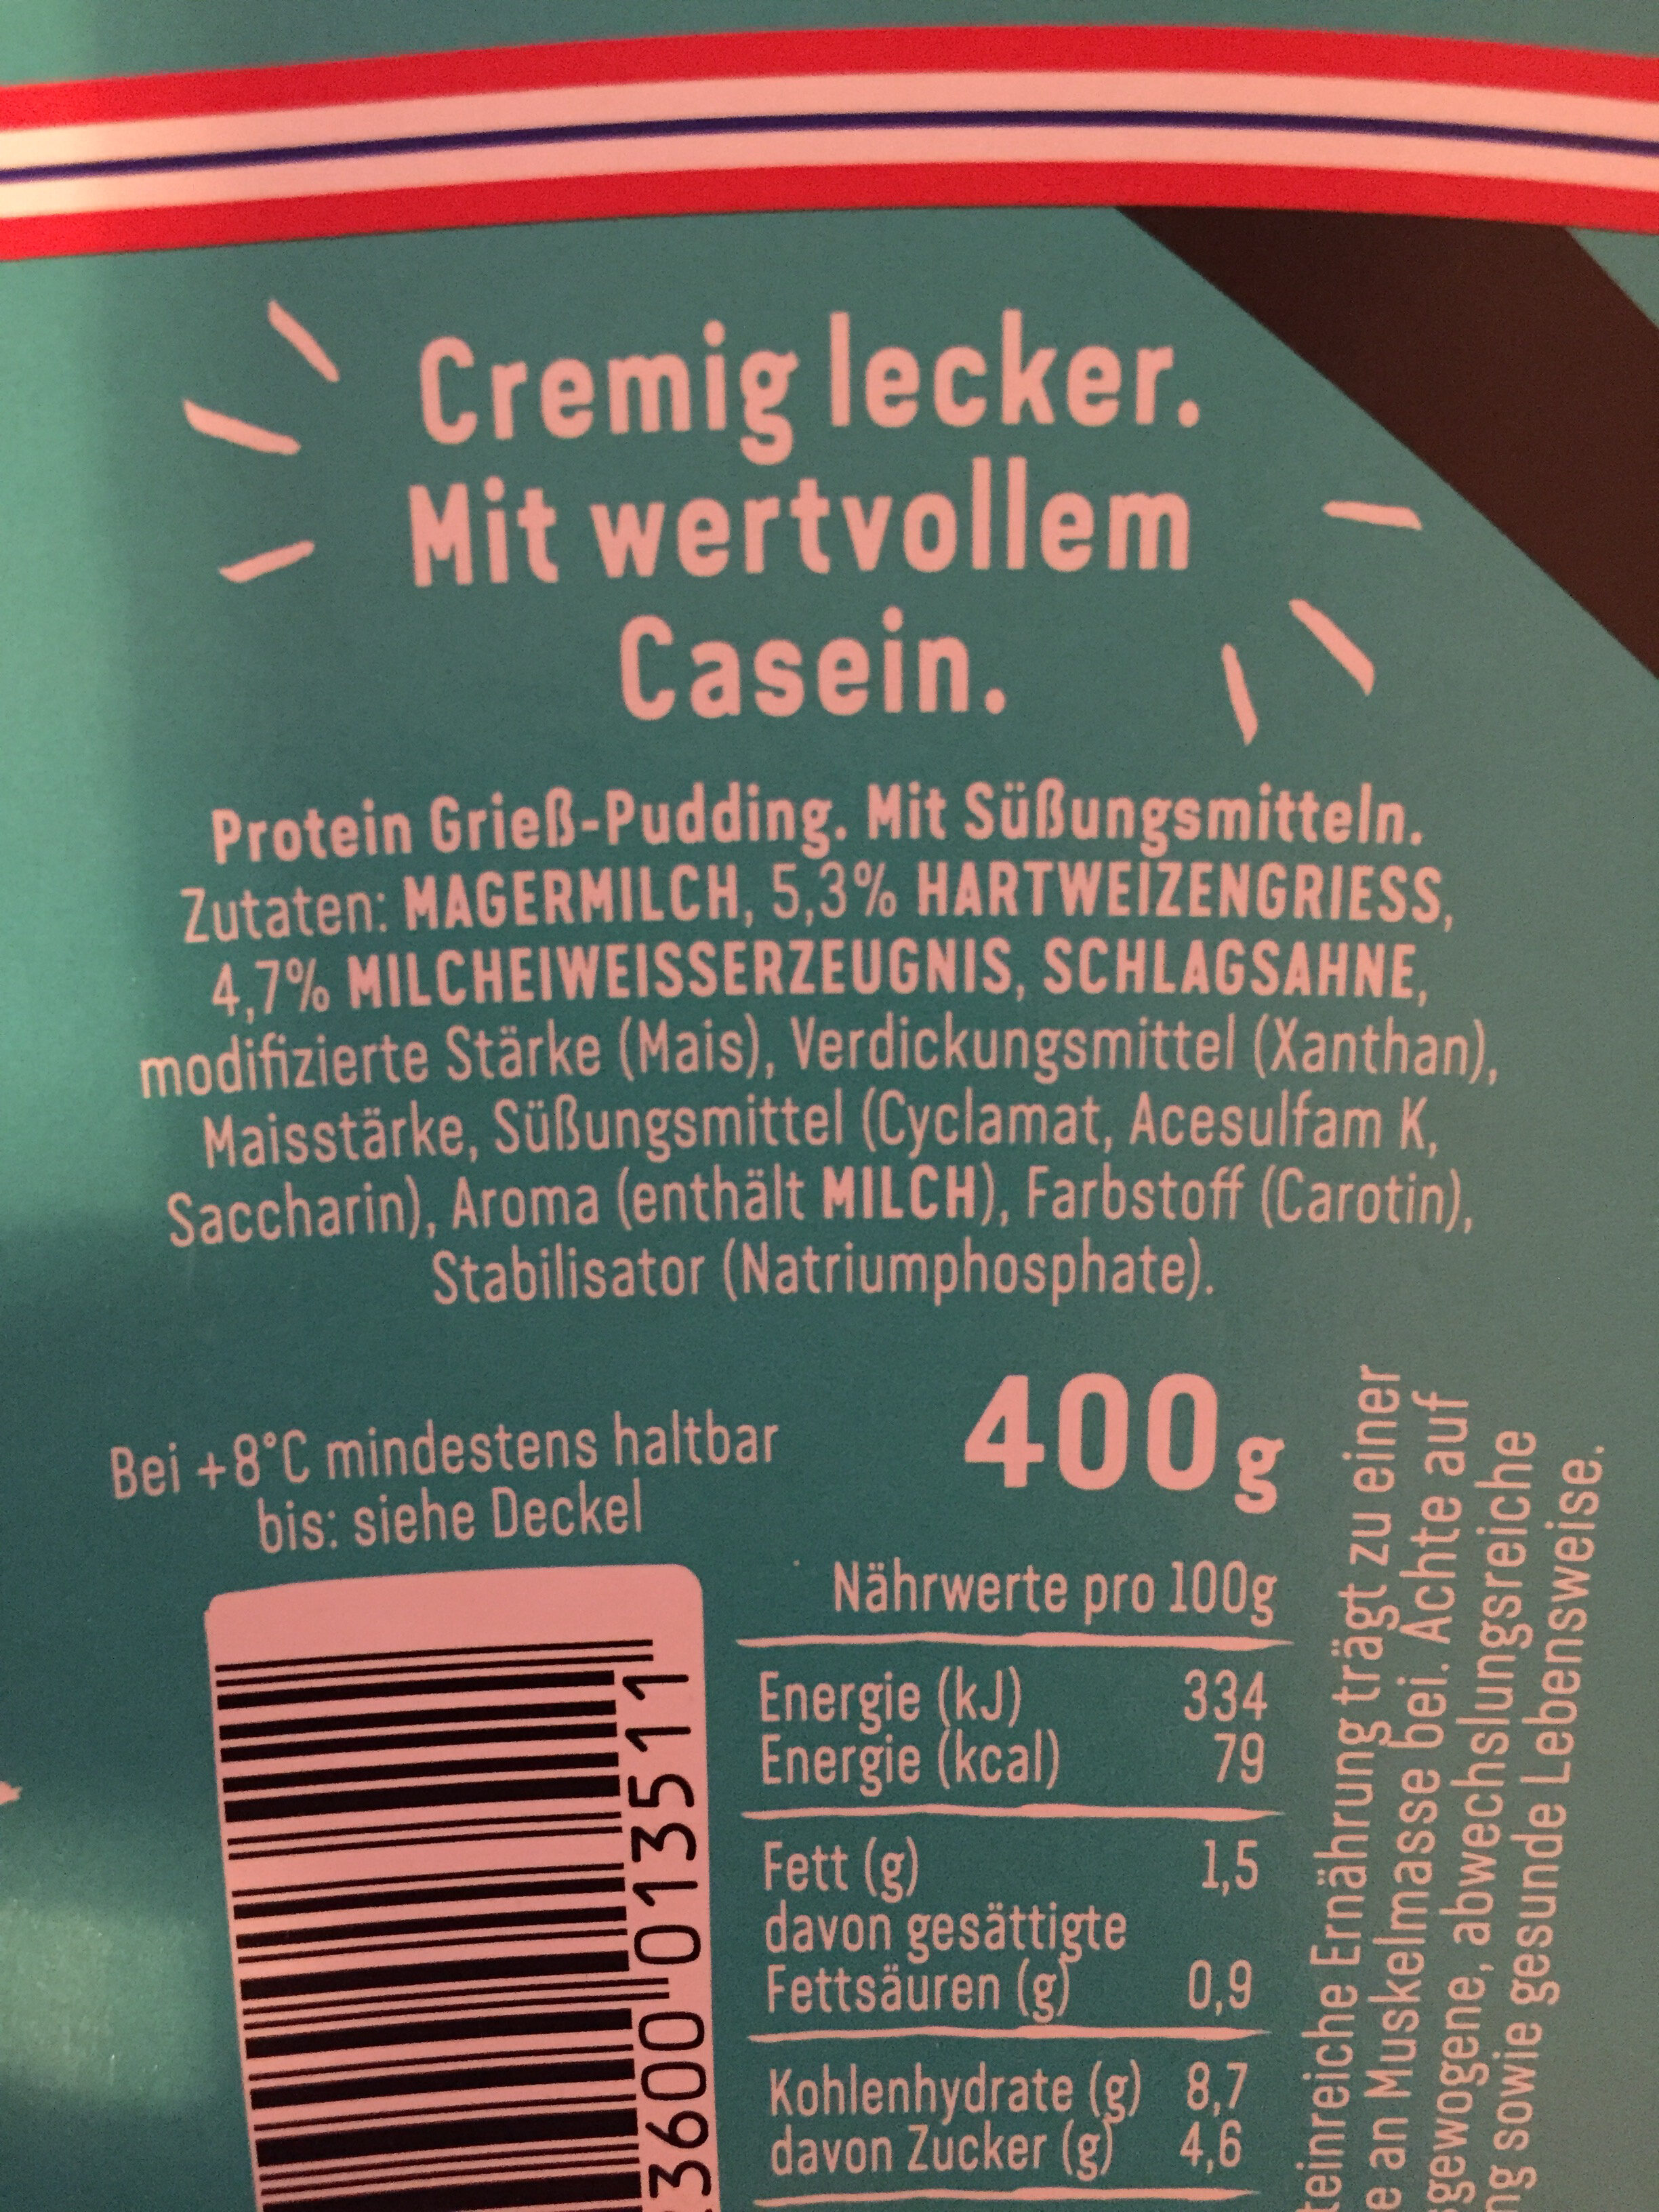 Cremig lecker.
Mit wertvollem
Casein.
Protein Grieß-Pudding. Mit Süßungsmitteln.
Zutaten: MAGERMILCH, 5,3% HARTWEIZENGRIESS,
4,7% MILCHEIWEISSERZEUGNIS, SCHLAGSAHNE,
modifizierte Stärke (Mais), Verdickungsmittel (Xanthan),
Maisstärke, Süßungsmittel (Cyclamat, Acesulfam K,
Saccharin), Aroma (enthält MILCH), Farbstoff (Carotin),
Stabilisator (Natriumphosphate).
Bei +8°C mindestens haltbar
bis: siehe Deckel
400g
Nährwerte pro 100g
Energie (kJ) 334
Energie (kcal) 79
Fett (g) 1,5
davon gesättigte
Fettsäuren (g) 0,9
Kohlenhydrate (g) 8,7
davon Zucker (g) 4,6
3600 013511
teinreiche Ernährung trägt zu einer
e an Muskelmasse bei. Achte auf
sgewogene, abwechslungsreiche
ng sowie gesunde Lebensweise.